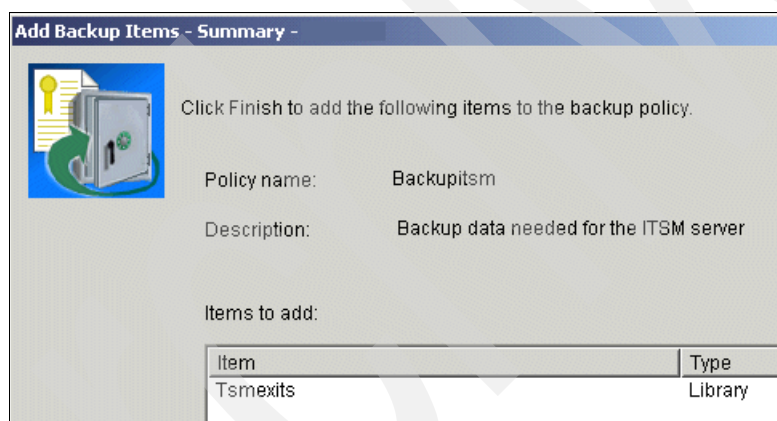 Add Backup Items - Summary -
Click Finish to add the following items to the backup policy.
Policy name: Backupitsm
Description: Backup data needed for the ITSM server
Items to add:
Item Type
Tsmexits Library